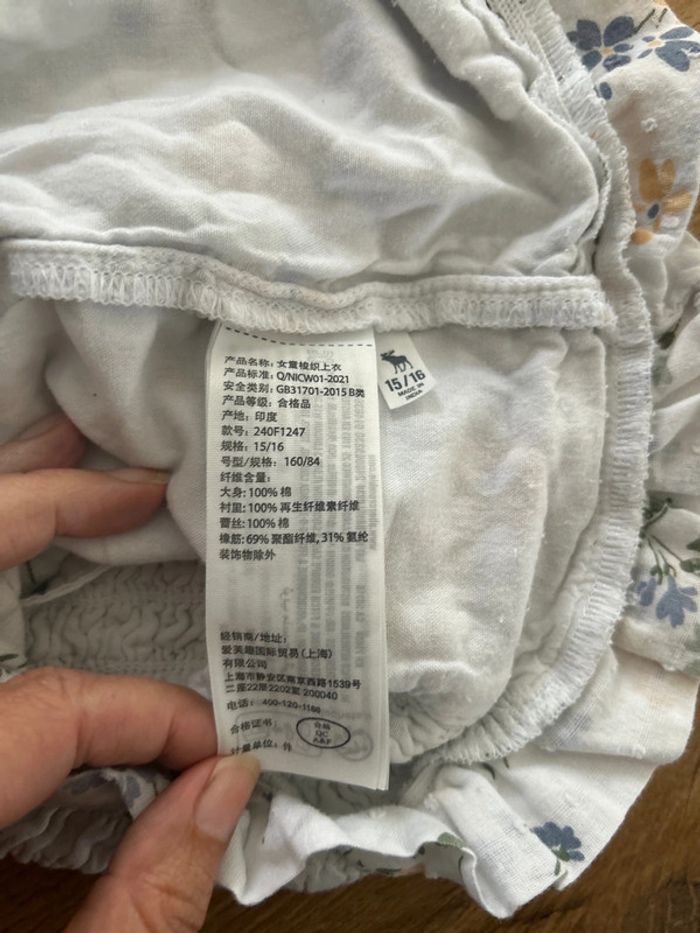 产品名称：女童梭织上衣
产品标准：Q/NICW01-2021
安全类别：GB31701-2015 B类
产品等级：合格品
产地：印度
款号：240F1247
规格：15/16
号型/规格：160/84
纤维含量：
大身：100% 棉
衬里：100% 再生纤维素纤维
蕾丝：100% 棉
橡筋：69% 聚酯纤维, 31% 氨纶
装饰物除外
经销商/地址：
爱芙趣国际贸易(上海)
有限公司
上海市静安区南京西路1539号
二座22层2202室 200040
电话：400-120-1166
合格证书：
合格
QC
A&F
计量单位：件
15/16
MADE IN
INDIA